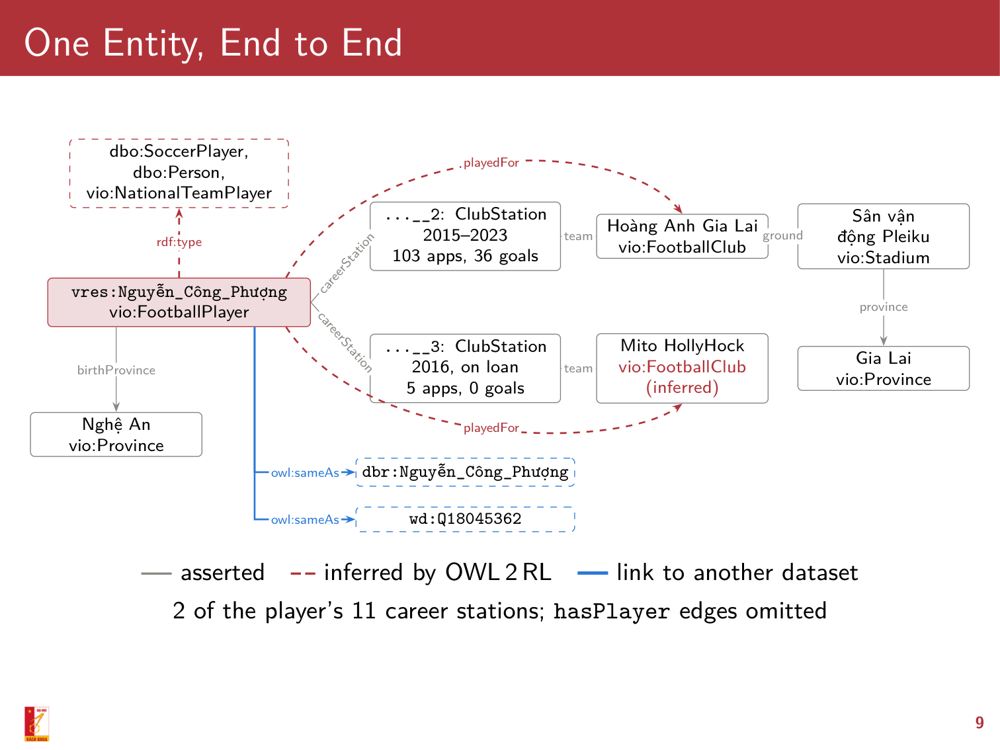 One Entity, End to End
dbo:SoccerPlayer,
dbo:Person,
vio:NationalTeamPlayer
rdf:type
vres:Nguyễn_Công_Phượng
vio:FootballPlayer
birthProvince
Nghệ An
vio:Province
playedFor
careerStation
...__2: ClubStation
2015–2023
103 apps, 36 goals
team
Hoàng Anh Gia Lai
vio:FootballClub
ground
Sân vận
động Pleiku
vio:Stadium
province
Gia Lai
vio:Province
careerStation
...__3: ClubStation
2016, on loan
5 apps, 0 goals
team
Mito HollyHock
vio:FootballClub
(inferred)
playedFor
owl:sameAs
dbr:Nguyễn_Công_Phượng
owl:sameAs
wd:Q18045362
asserted inferred by OWL 2 RL link to another dataset
2 of the player's 11 career stations; hasPlayer edges omitted
ĐẠI HỌC
BÁCH KHOA
9